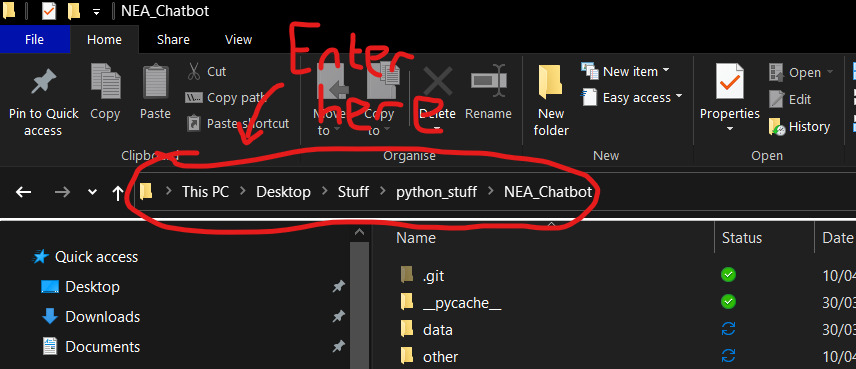 NEA_Chatbot
File Home Share View
Enter here
Pin to Quick access
Copy
Paste
Cut
Copy path
Paste shortcut
Move to
Copy to
Delete
Rename
New folder
New item
Easy access
Properties
Open
Edit
History
Clipboard Organise New Open
This PC Desktop Stuff python_stuff NEA_Chatbot
Name Status Date
Quick access
Desktop
Downloads
Documents
.git 10/04
__pycache__ 30/03
data 30/03
other 10/04